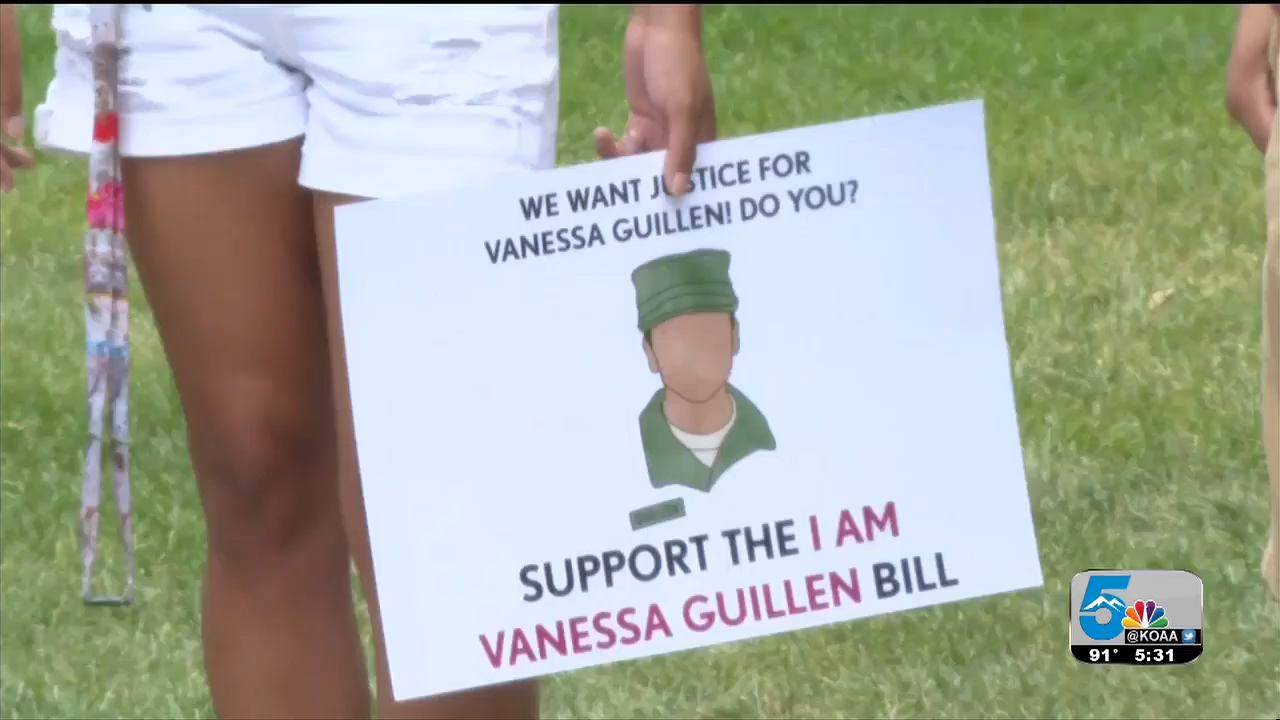 WE WANT JUSTICE FOR
VANESSA GUILLEN! DO YOU?
SUPPORT THE I AM
VANESSA GUILLEN BILL
5
@KOAA
91° 5:31